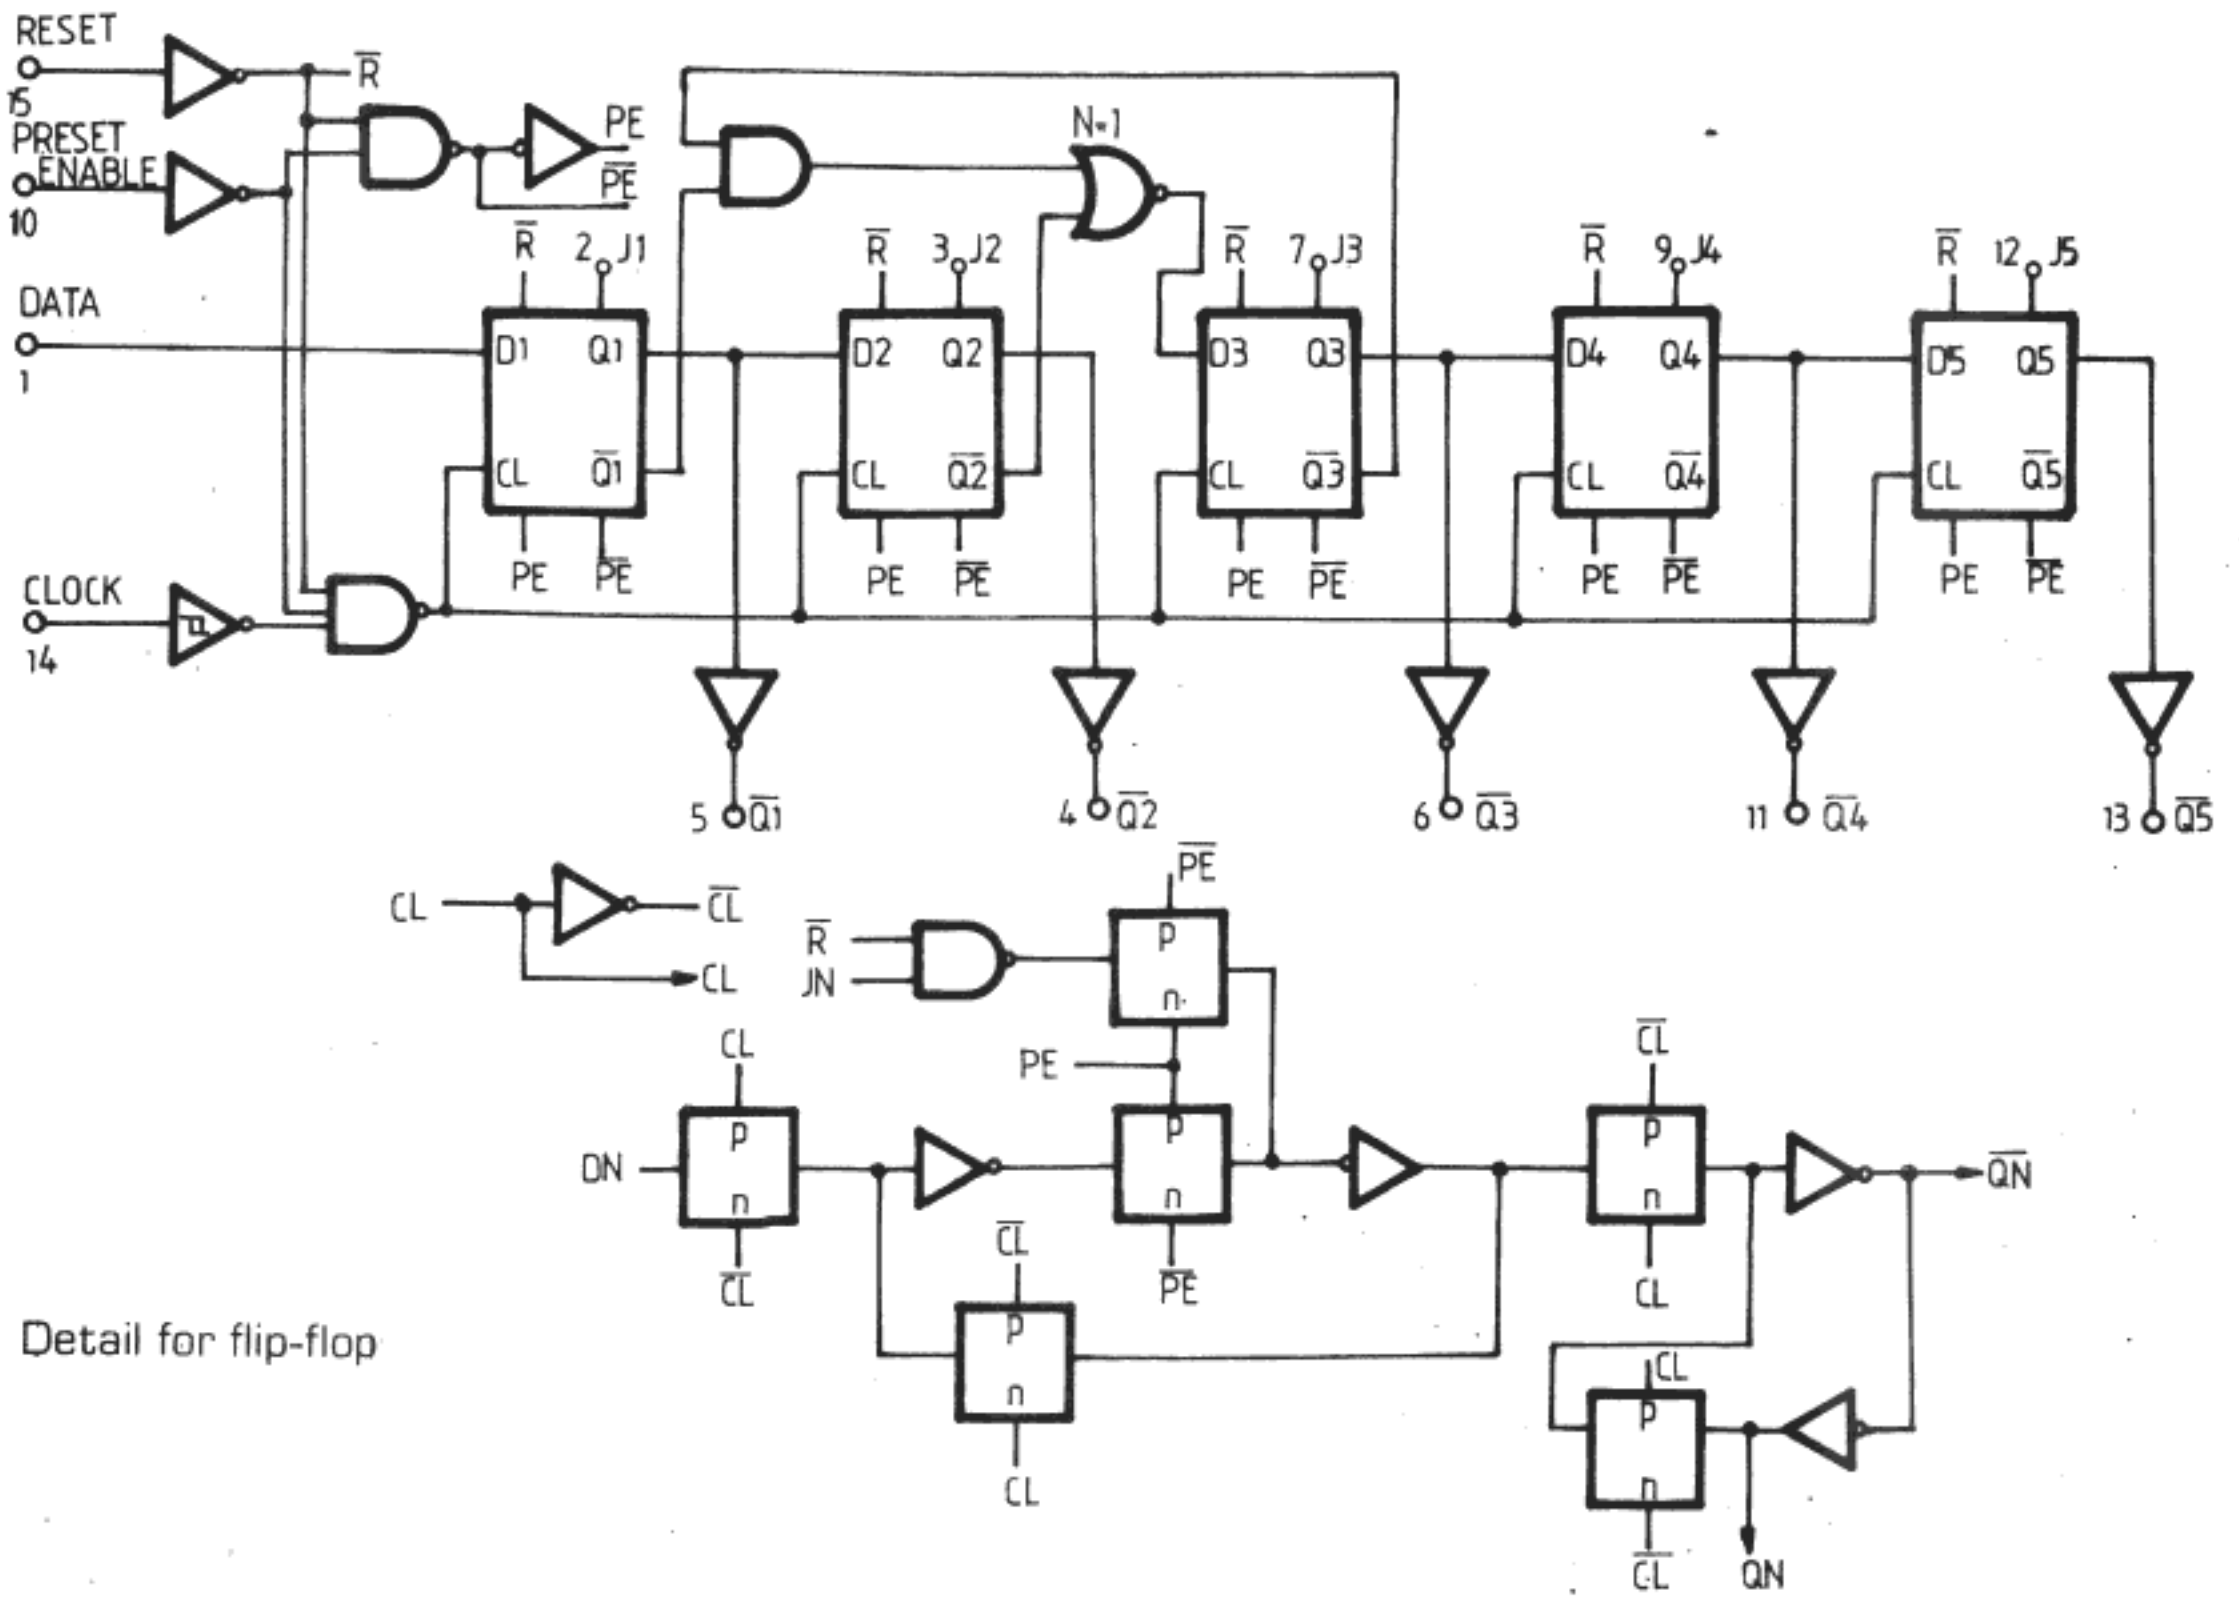 RESET
15
R̅
PRESET
ENABLE
10
PE
P̅E̅
N=1
R̅ 2 J1
R̅ 3 J2
R̅ 7 J3
R̅ 9 J4
R̅ 12 J5
DATA
1
D1 Q1
D2 Q2
D3 Q3
D4 Q4
D5 Q5
CL Q̅1̅
CL Q̅2̅
CL Q̅3̅
CL Q̅4̅
CL Q̅5̅
PE P̅E̅
PE P̅E̅
PE P̅E̅
PE P̅E̅
PE P̅E̅
CLOCK
14
5 Q̅1̅
4 Q̅2̅
6 Q̅3̅
11 Q̅4̅
13 Q̅5̅
CL C̅L̅
CL
R̅
JN
P̅E̅
p
n
PE
CL
p
DN
n
C̅L̅
p
n
P̅E̅
C̅L̅
p
n
CL
C̅L̅
p
n
CL
Q̅N̅
CL
p
n
C̅L̅
QN
Detail for flip-flop